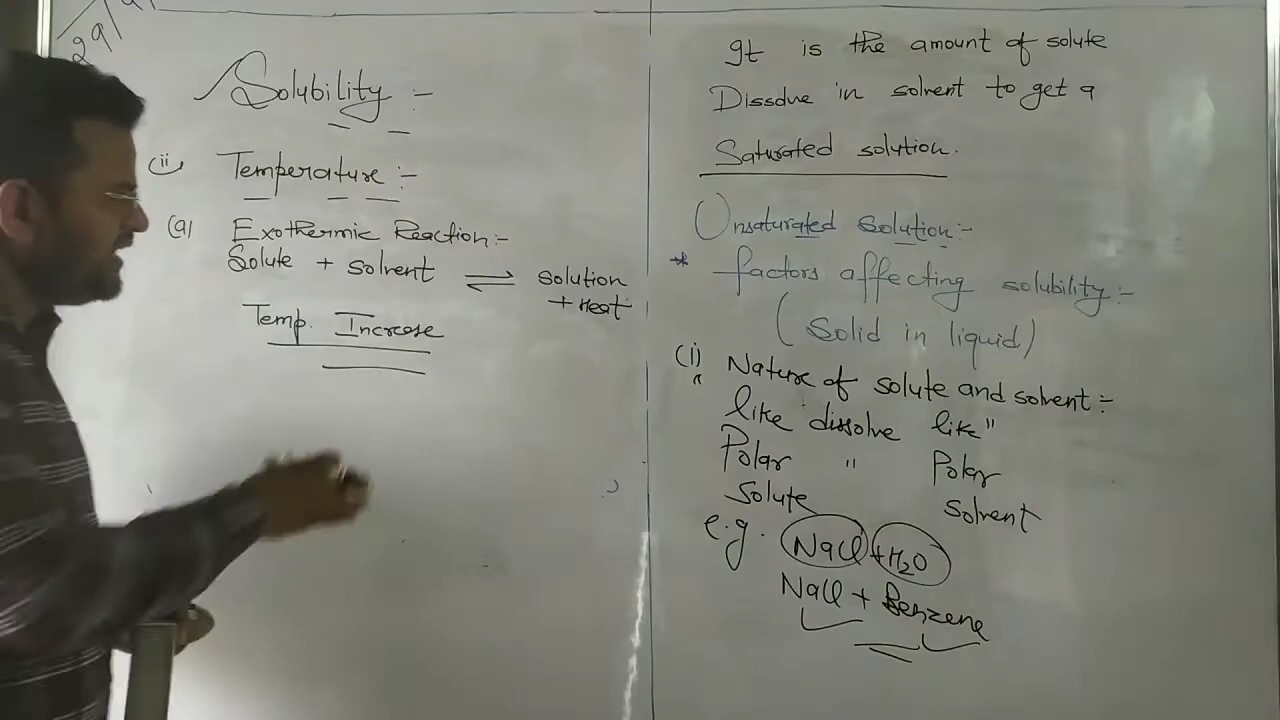 29/
Solubility :-
(ii) Temperature :-
(a) Exothermic Reaction :-
Solute + solvent ⇌ solution
+ Heat
Temp. Increase
It is the amount of solute
Dissolve in solvent to get a
Saturated solution.
Unsaturated Solution :-
* factors affecting solubility :-
(Solid in liquid)
(i) Nature of solute and solvent :-
"like dissolve like"
Polar " Polar
Solute Solvent
e.g. NaCl + H₂O
NaCl + Benzene